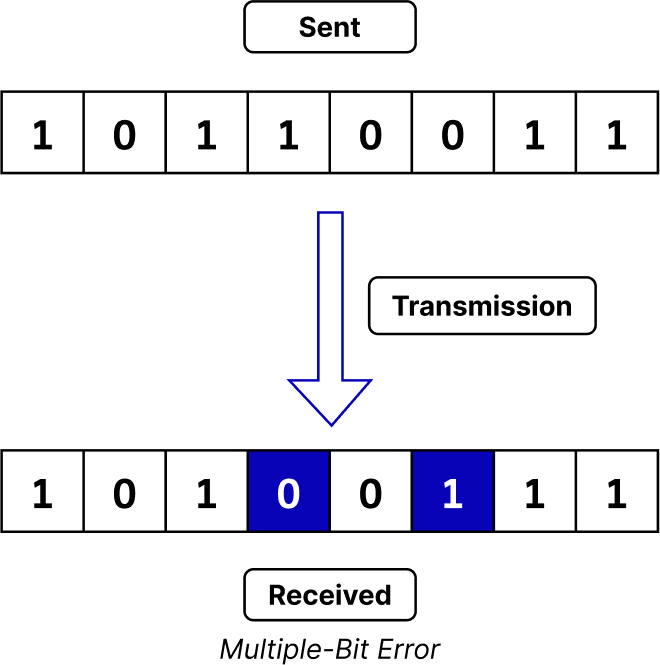 Sent
1 0 1 1 0 0 1 1
Transmission
1 0 1 0 0 1 1 1
Received
Multiple-Bit Error